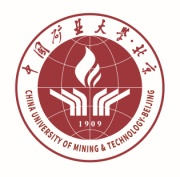 中国矿业大学·北京
1909
CHINA UNIVERSITY OF MINING & TECHNOLOGY-BEIJING